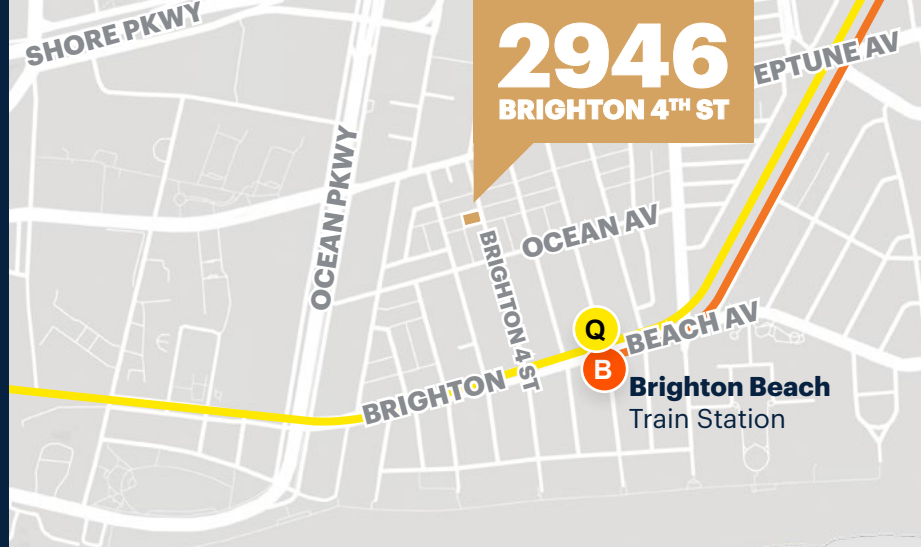 SHORE PKWY
2946
BRIGHTON 4TH ST
EPTUNE AV
OCEAN PKWY
OCEAN AV
BRIGHTON 4 ST
Q
B
BRIGHTON
BEACH AV
Brighton Beach
Train Station